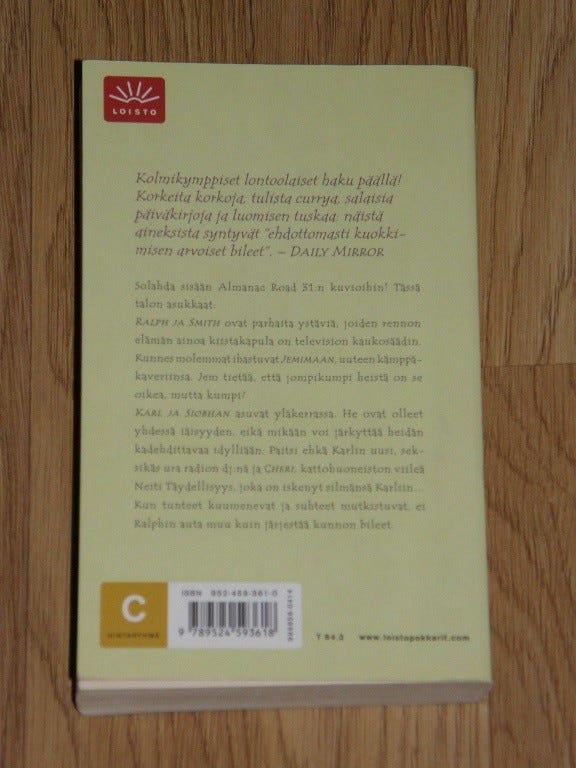 LOISTO
Kolmikymppiset lontoolaiset haku päällä!
Korkeita korkoja, tulista currya, salaisia
päiväkirjoja ja luomisen tuskaa: näistä
aineksista syntyvät "ehdottomasti kuokki-
misen arvoiset bileet". – DAILY MIRROR
Solahda sisään Almanac Road 31:n kuvioihin! Tässä
talon asukkaat:
RALPH JA SMITH ovat parhaita ystäviä, joiden rennon
elämän ainoa kiistakapula on television kaukosäädin.
Kunnes molemmat ihastuvat JEMIMAAN, uuteen kämppä-
kaveriinsa. Jem tietää, että jompikumpi heistä on se
oikea, mutta kumpi?
KARL JA SIOBHAN asuvat yläkerrassa. He ovat olleet
yhdessä iäisyyden, eikä mikään voi järkyttää heidän
kadehdittavaa idylliään. Paitsi ehkä Karlin uusi, sek-
sikäs ura radion dj:nä ja CHERI, kattohuoneiston viileä
Neiti Täydellisyys, joka on iskenyt silmänsä Karliin...
Kun tunteet kuumenevat ja suhteet mutkistuvat, ei
Ralphin auta muu kuin järjestää kunnon bileet.
ISBN 952-459-361-0
C
HINTARYHMÄ
9 789524 593618
T 84.3 www.loistopokkarit.com